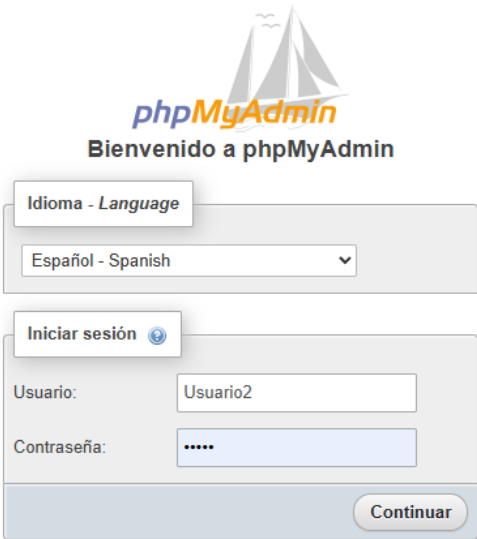 phpMyAdmin
Bienvenido a phpMyAdmin
Idioma - Language
Español - Spanish
Iniciar sesión
Usuario: Usuario2
Contraseña: •••••
Continuar